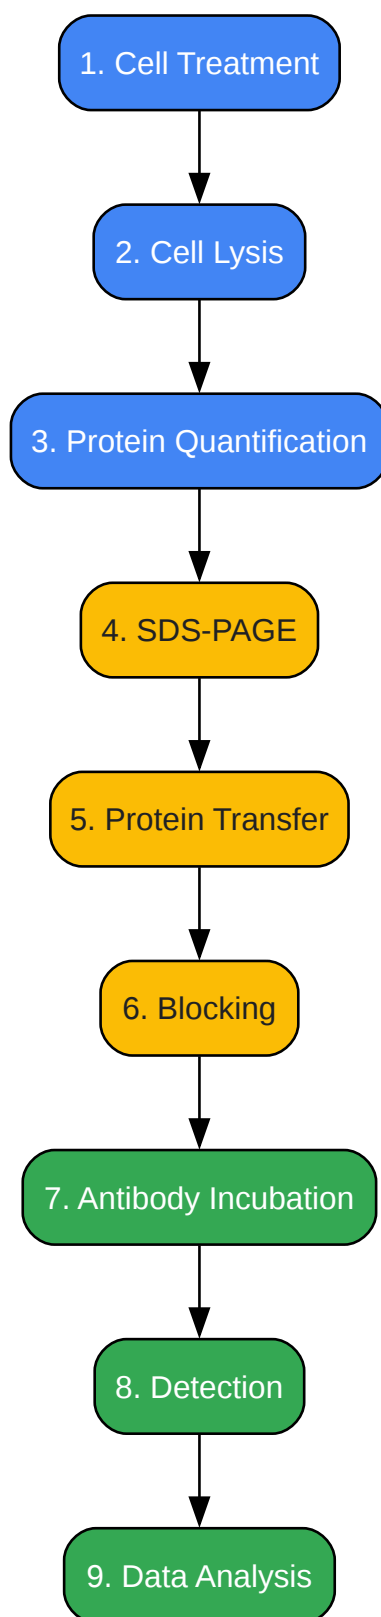 1. Cell Treatment
2. Cell Lysis
3. Protein Quantification
4. SDS-PAGE
5. Protein Transfer
6. Blocking
7. Antibody Incubation
8. Detection
9. Data Analysis